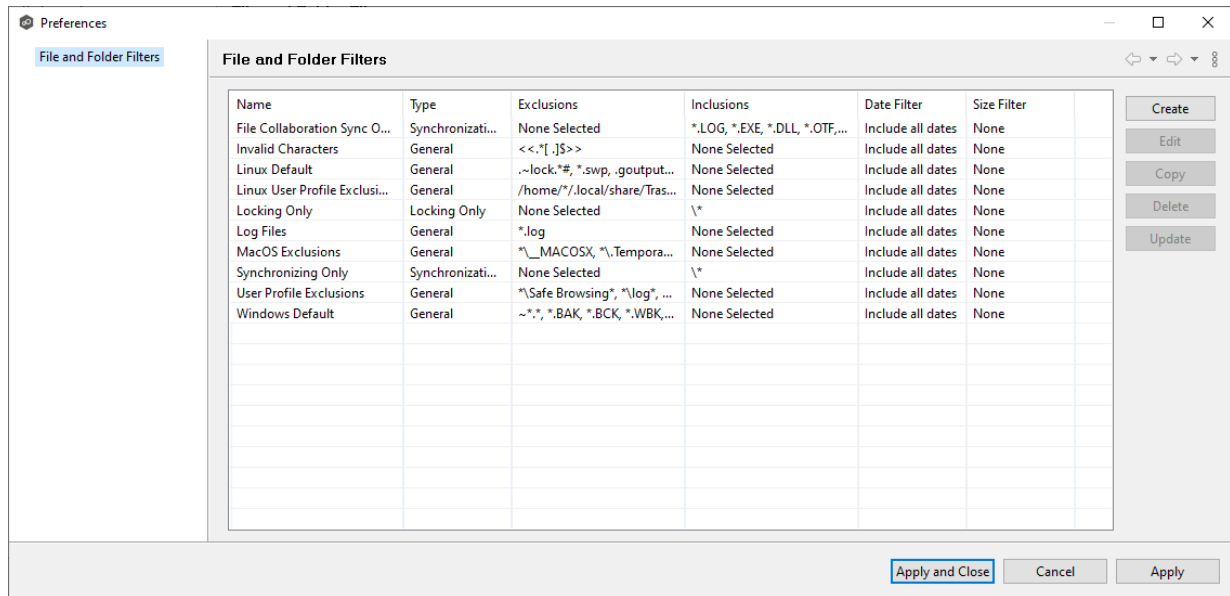 Preferences
File and Folder Filters
File and Folder Filters
Name Type Exclusions Inclusions Date Filter Size Filter
File Collaboration Sync O... Synchronizati... None Selected *.LOG, *.EXE, *.DLL, *.OTF,... Include all dates None
Invalid Characters General <<.*[ .]$>> None Selected Include all dates None
Linux Default General .~lock.*#, *.swp, .goutput... None Selected Include all dates None
Linux User Profile Exclusi... General /home/*/.local/share/Tras... None Selected Include all dates None
Locking Only Locking Only None Selected \* Include all dates None
Log Files General *.log None Selected Include all dates None
MacOS Exclusions General *\__MACOSX, *\.Tempora... None Selected Include all dates None
Synchronizing Only Synchronizati... None Selected \* Include all dates None
User Profile Exclusions General *\Safe Browsing*, *\log*, ... None Selected Include all dates None
Windows Default General ~*.*, *.BAK, *.BCK, *.WBK,... None Selected Include all dates None
Create
Edit
Copy
Delete
Update
Apply and Close Cancel Apply